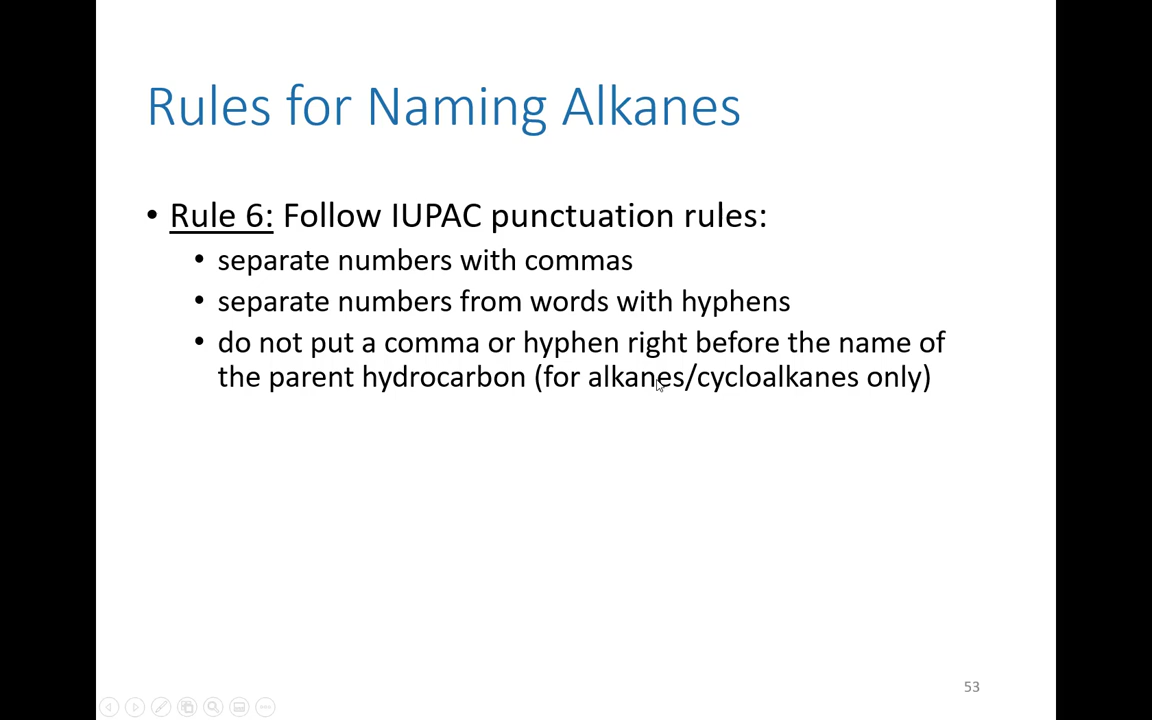 Rules for Naming Alkanes
• Rule 6: Follow IUPAC punctuation rules:
• separate numbers with commas
• separate numbers from words with hyphens
• do not put a comma or hyphen right before the name of
the parent hydrocarbon (for alkanes/cycloalkanes only)
53